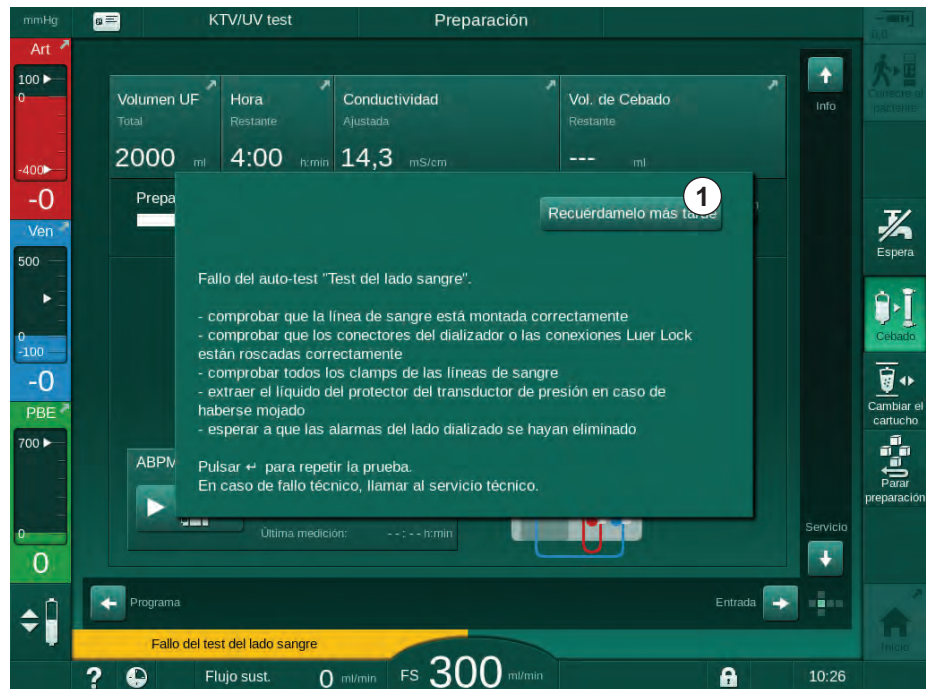 mmHg
KTV/UV test
Preparación
0,0
Art
100
0
-400
-0
Ven
500
0
-100
-0
PBE
700
0
0
Volumen UF
Total
2000 ml
Hora
Restante
4:00 h:min
Conductividad
Ajustada
14,3 mS/cm
Vol. de Cebado
Restante
--- ml
Prepa
1
Recuérdamelo más tarde
Fallo del auto-test "Test del lado sangre".
- comprobar que la línea de sangre está montada correctamente
- comprobar que los conectores del dializador o las conexiones Luer Lock
están roscadas correctamente
- comprobar todos los clamps de las líneas de sangre
- extraer el líquido del protector del transductor de presión en caso de
haberse mojado
- esperar a que las alarmas del lado dializado se hayan eliminado
Pulsar ↵ para repetir la prueba.
En caso de fallo técnico, llamar al servicio técnico.
ABPM
Última medición: --:-- h:min
Info
Servicio
Conectar al
paciente
Espera
Cebado
Cambiar el
cartucho
Parar
preparación
Inicio
Programa
Entrada
Fallo del test del lado sangre
?
Flujo sust. 0 ml/min
FS 300 ml/min
10:26